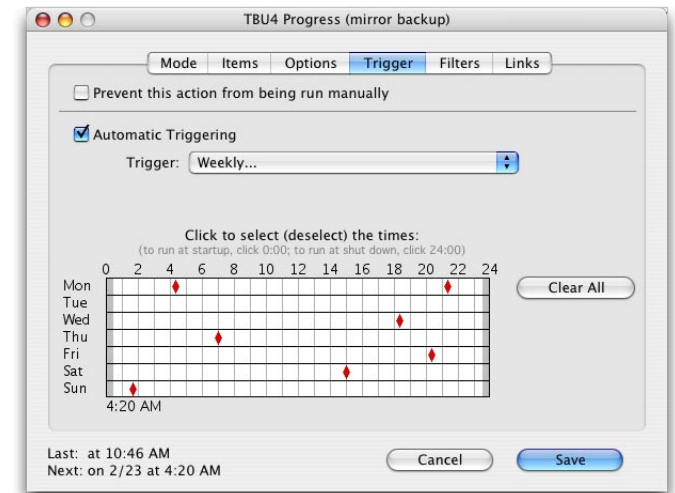 TBU4 Progress (mirror backup)
Mode Items Options Trigger Filters Links
Prevent this action from being run manually
Automatic Triggering
Trigger: Weekly...
Click to select (deselect) the times:
(to run at startup, click 0:00; to run at shut down, click 24:00)
0 2 4 6 8 10 12 14 16 18 20 22 24
Mon
Clear All
Tue
Wed
Thu
Fri
Sat
Sun
4:20 AM
Last: at 10:46 AM
Next: on 2/23 at 4:20 AM
Cancel Save